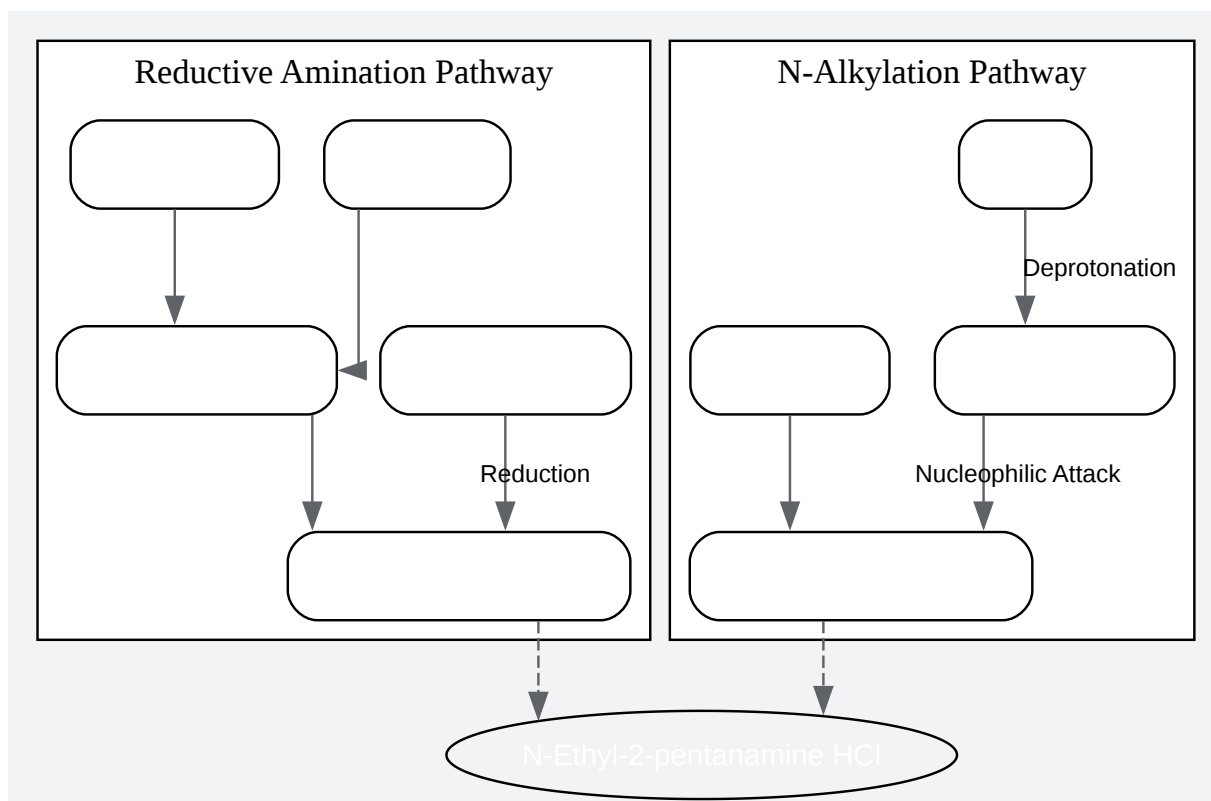 Reductive Amination Pathway
N-Alkylation Pathway
Deprotonation
Reduction
Nucleophilic Attack
N-Ethyl-2-pentanamine HCl